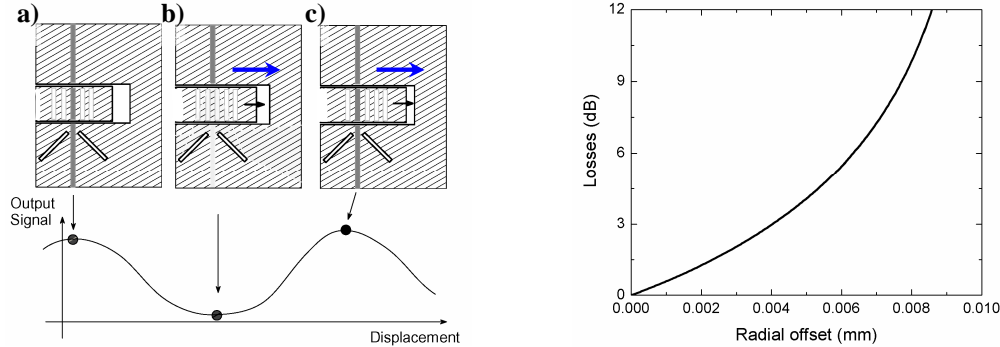 a) b) c)
Output
Signal
Displacement
12
9
6
3
0
Losses (dB)
0.000 0.002 0.004 0.006 0.008 0.010
Radial offset (mm)